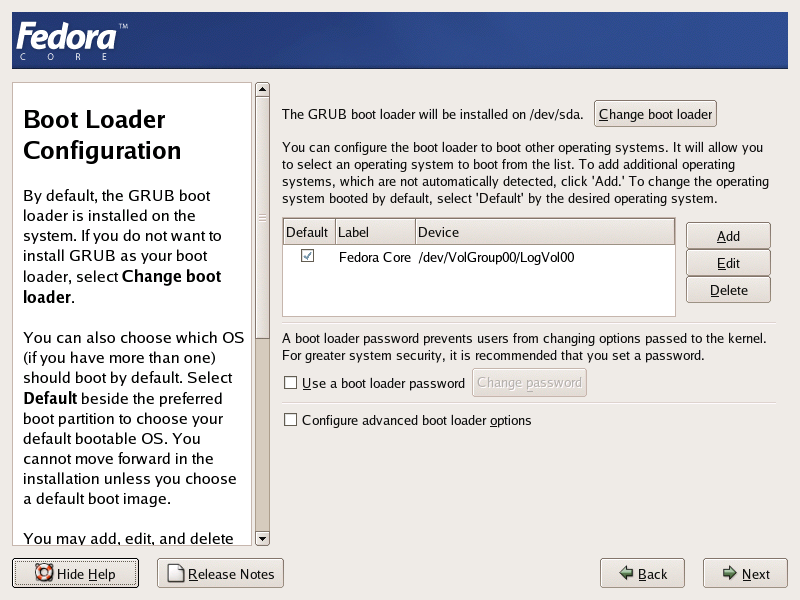 Fedora™
CORE
Boot Loader
Configuration
By default, the GRUB boot
loader is installed on the
system. If you do not want to
install GRUB as your boot
loader, select Change boot
loader.
You can also choose which OS
(if you have more than one)
should boot by default. Select
Default beside the preferred
boot partition to choose your
default bootable OS. You
cannot move forward in the
installation unless you choose
a default boot image.
You may add, edit, and delete
The GRUB boot loader will be installed on /dev/sda. Change boot loader
You can configure the boot loader to boot other operating systems. It will allow you
to select an operating system to boot from the list. To add additional operating
systems, which are not automatically detected, click 'Add.' To change the operating
system booted by default, select 'Default' by the desired operating system.
Default Label Device
Fedora Core /dev/VolGroup00/LogVol00
Add
Edit
Delete
A boot loader password prevents users from changing options passed to the kernel.
For greater system security, it is recommended that you set a password.
Use a boot loader password Change password
Configure advanced boot loader options
Hide Help Release Notes Back Next